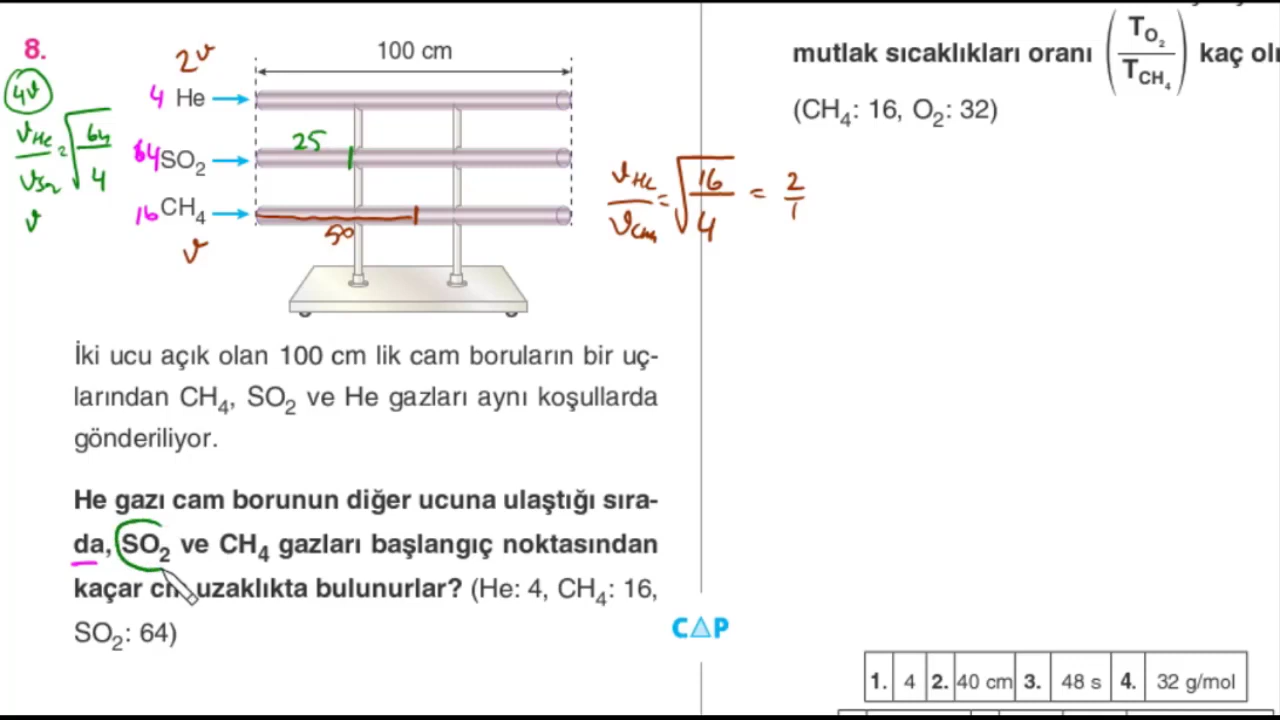 8.
2v
100 cm
4v
4 He
vHe/vSO2 = √64/4
25
64 SO2
16 CH4
50
v
v
vHe/vCH4 = √16/4 = 2/1
İki ucu açık olan 100 cm lik cam boruların bir uç-
larından CH4, SO2 ve He gazları aynı koşullarda
gönderiliyor.
He gazı cam borunun diğer ucuna ulaştığı sıra-
da, SO2 ve CH4 gazları başlangıç noktasından
kaçar cm uzaklıkta bulunurlar? (He: 4, CH4: 16,
SO2: 64)
mutlak sıcaklıkları oranı (TO2/TCH4) kaç
(CH4: 16, O2: 32)
CAP
1. 4 2. 40 cm 3. 48 s 4. 32 g/mol